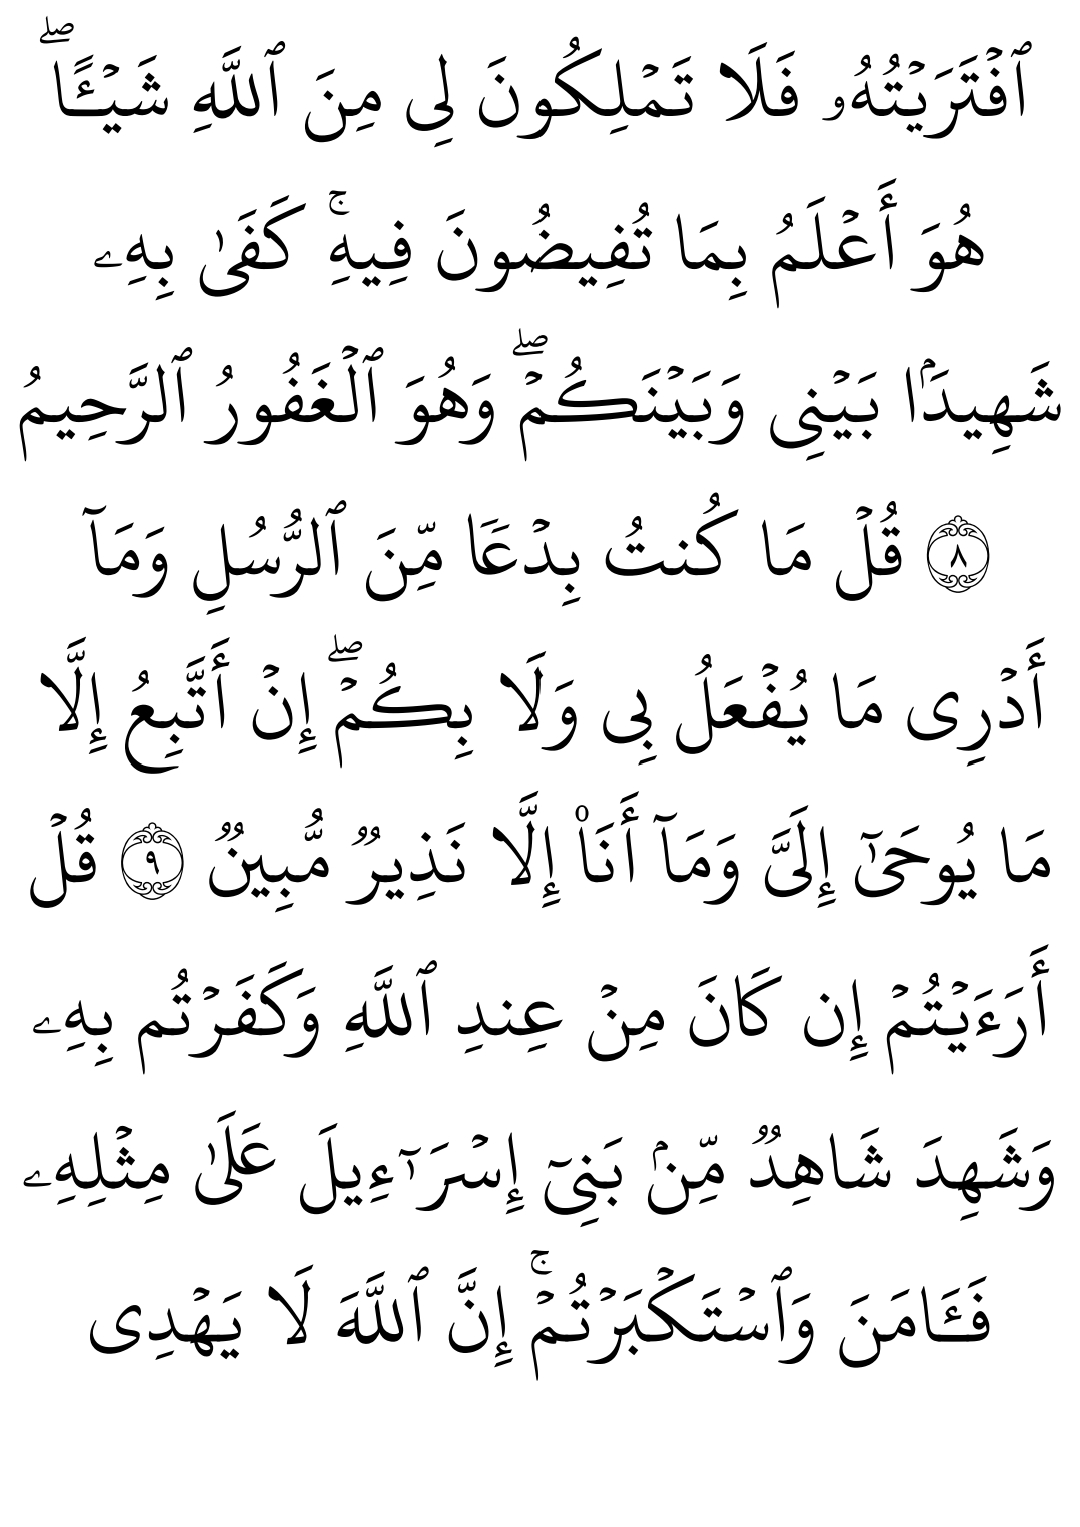 ٱفۡتَرَيۡتُهُۥ فَلَا تَمۡلِكُونَ لِي مِنَ ٱللَّهِ شَيۡـًٔاۖ
هُوَ أَعۡلَمُ بِمَا تُفِيضُونَ فِيهِۚ كَفَىٰ بِهِۦ
شَهِيدَۢا بَيۡنِي وَبَيۡنَكُمۡۖ وَهُوَ ٱلۡغَفُورُ ٱلرَّحِيمُ
٨ قُلۡ مَا كُنتُ بِدۡعٗا مِّنَ ٱلرُّسُلِ وَمَآ
أَدۡرِي مَا يُفۡعَلُ بِي وَلَا بِكُمۡۖ إِنۡ أَتَّبِعُ إِلَّا
مَا يُوحَىٰٓ إِلَيَّ وَمَآ أَنَا۠ إِلَّا نَذِيرٞ مُّبِينٞ ٩ قُلۡ
أَرَءَيۡتُمۡ إِن كَانَ مِنۡ عِندِ ٱللَّهِ وَكَفَرۡتُم بِهِۦ
وَشَهِدَ شَاهِدٞ مِّنۢ بَنِيٓ إِسۡرَـٰٓءِيلَ عَلَىٰ مِثۡلِهِۦ
فَـَٔامَنَ وَٱسۡتَكۡبَرۡتُمۡۚ إِنَّ ٱللَّهَ لَا يَهۡدِي